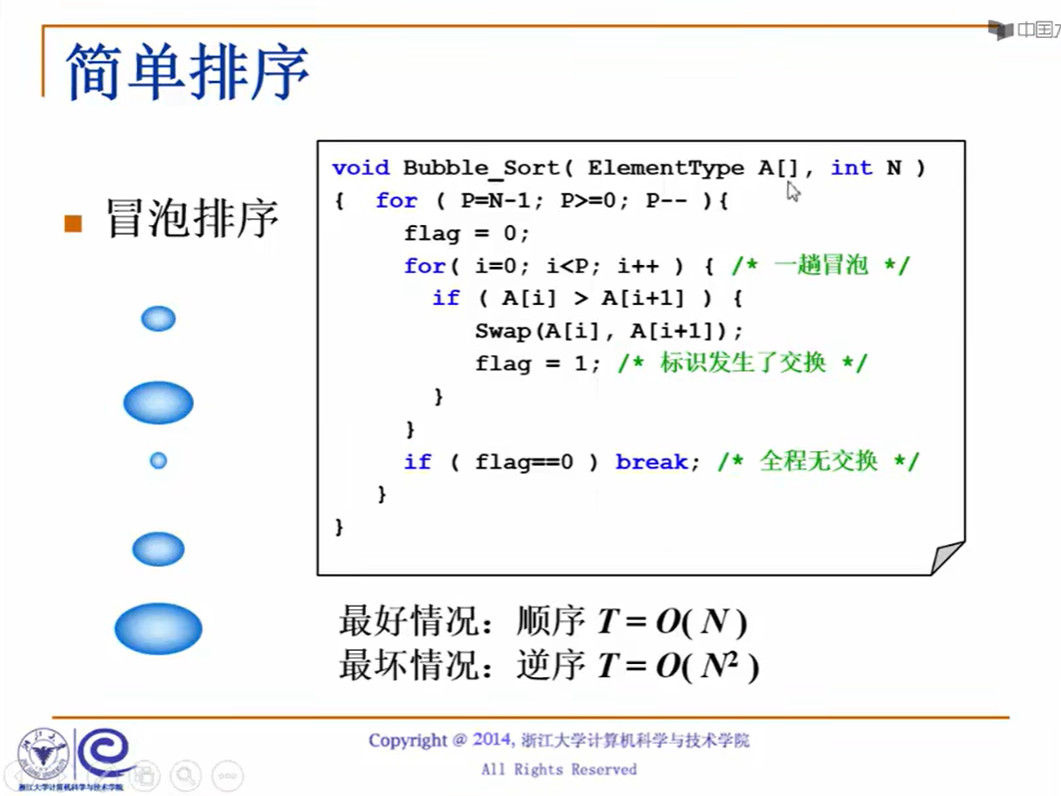 中国
简单排序
冒泡排序
void Bubble_Sort( ElementType A[], int N )
{ for ( P=N-1; P>=0; P-- ){
flag = 0;
for( i=0; i<P; i++ ) { /* 一趟冒泡 */
if ( A[i] > A[i+1] ) {
Swap(A[i], A[i+1]);
flag = 1; /* 标识发生了交换 */
}
}
if ( flag==0 ) break; /* 全程无交换 */
}
}
最好情况：顺序 T = O( N )
最坏情况：逆序 T = O( N² )
Copyright @ 2014, 浙江大学计算机科学与技术学院
All Rights Reserved
浙江大学计算机科学与技术学院